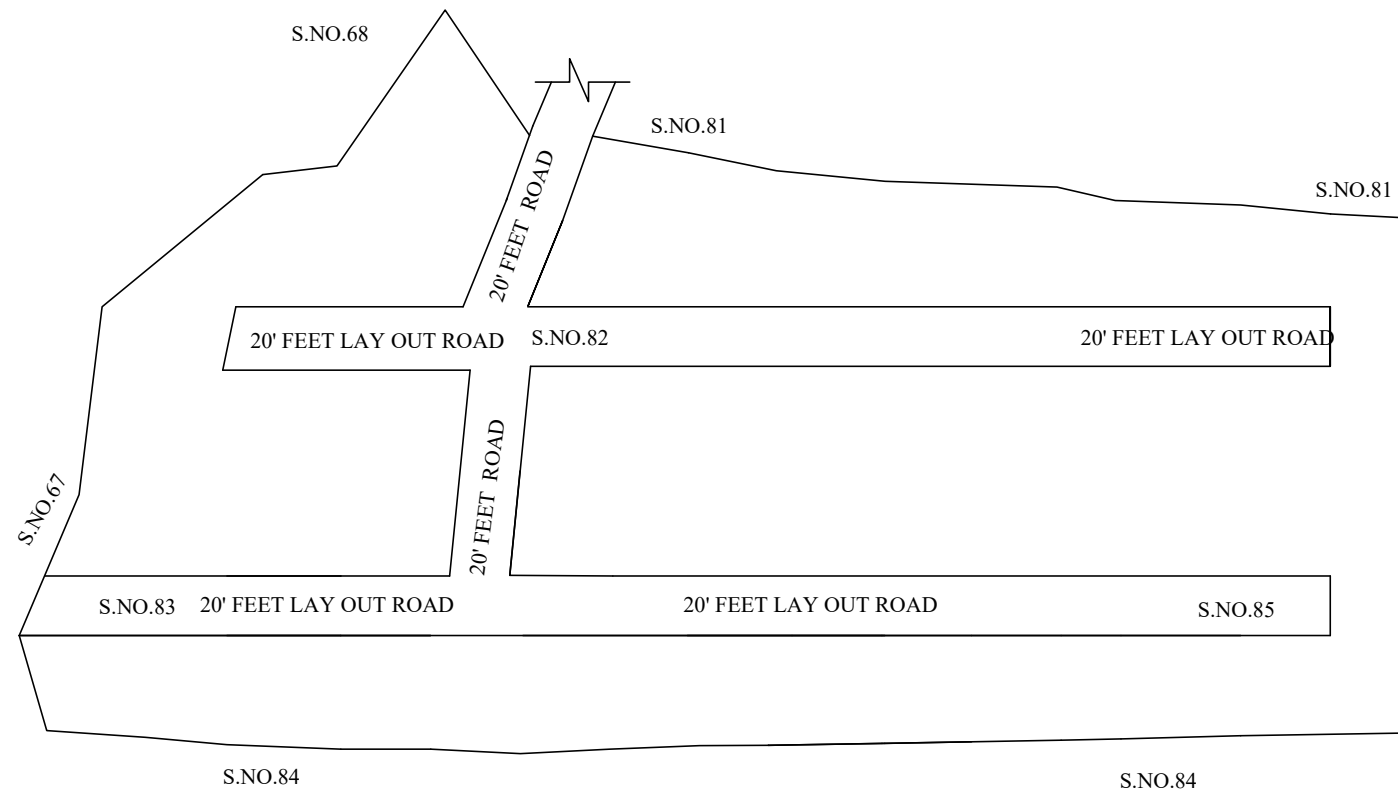 S.NO.68
S.NO.81
S.NO.81
20' FEET  ROAD
20' FEET LAY OUT ROAD
S.NO.82
20' FEET LAY OUT ROAD
20' FEET  ROAD
S.NO.67
S.NO.83
20' FEET LAY OUT ROAD
20' FEET LAY OUT ROAD
S.NO.85
S.NO.84
S.NO.84